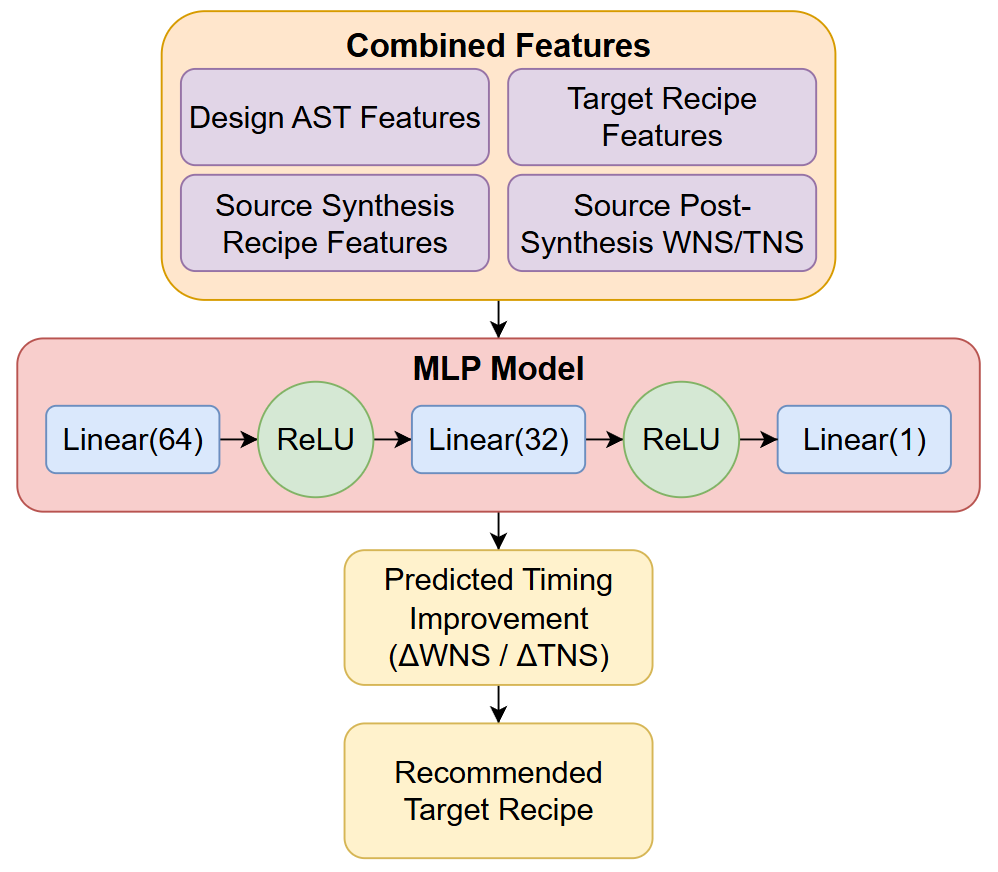 Combined Features
Design AST Features
Target Recipe
Features
Source Synthesis
Recipe Features
Source Post-
Synthesis WNS/TNS
MLP Model
Linear(64)
ReLU
Linear(32)
ReLU
Linear(1)
Predicted Timing
Improvement
(ΔWNS / ΔTNS)
Recommended
Target Recipe